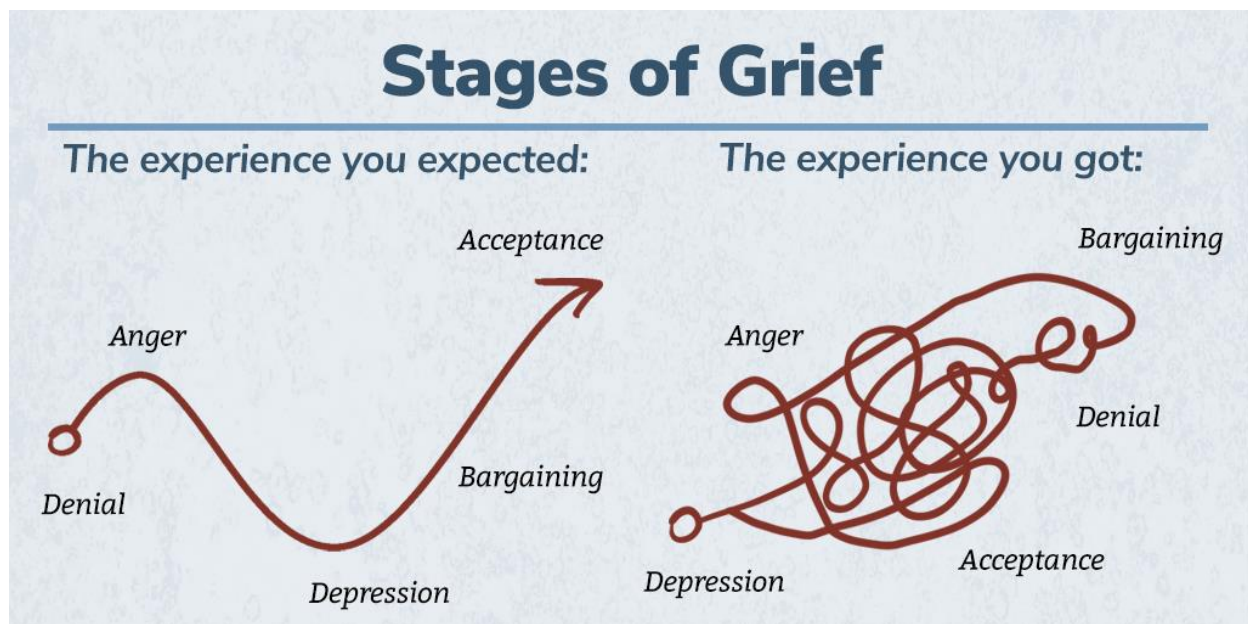 Stages of Grief
The experience you expected:
Acceptance
Anger
Bargaining
Denial
Depression
The experience you got:
Bargaining
Anger
Denial
Acceptance
Depression